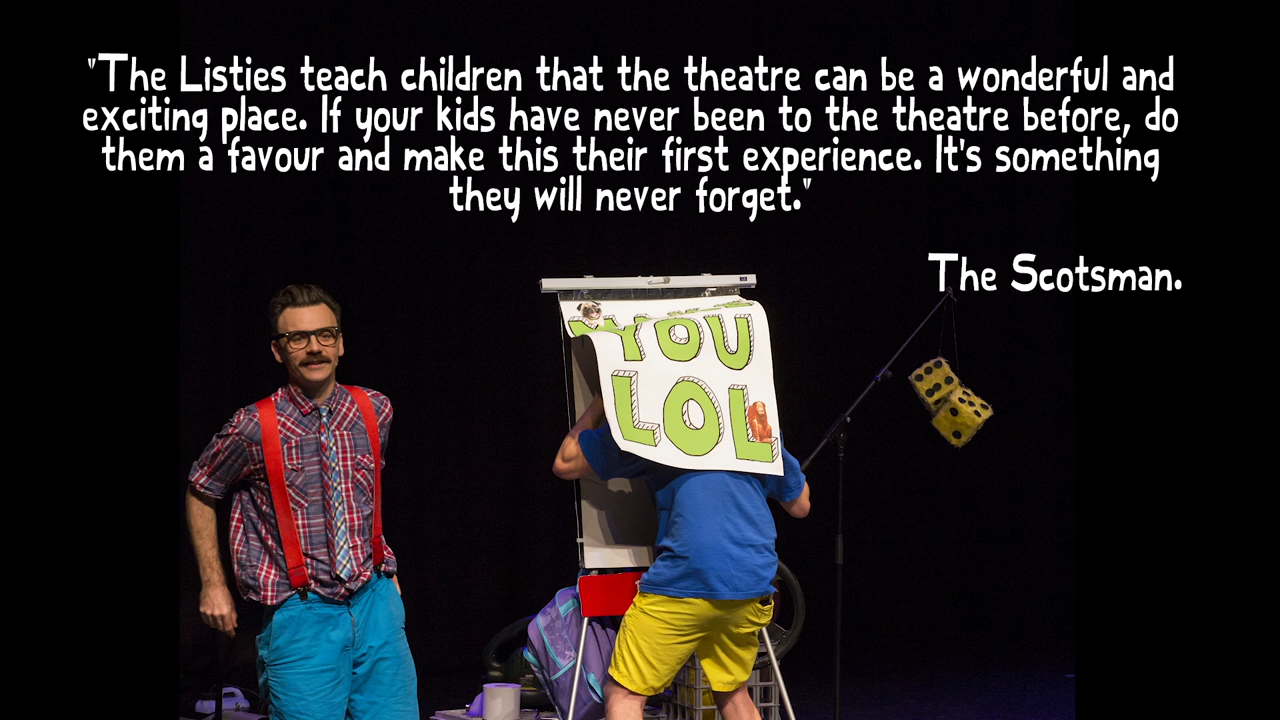 "The Listies teach children that the theatre can be a wonderful and
exciting place. If your kids have never been to the theatre before, do
them a favour and make this their first experience. It's something
they will never forget."
The Scotsman.
YOU
LOL